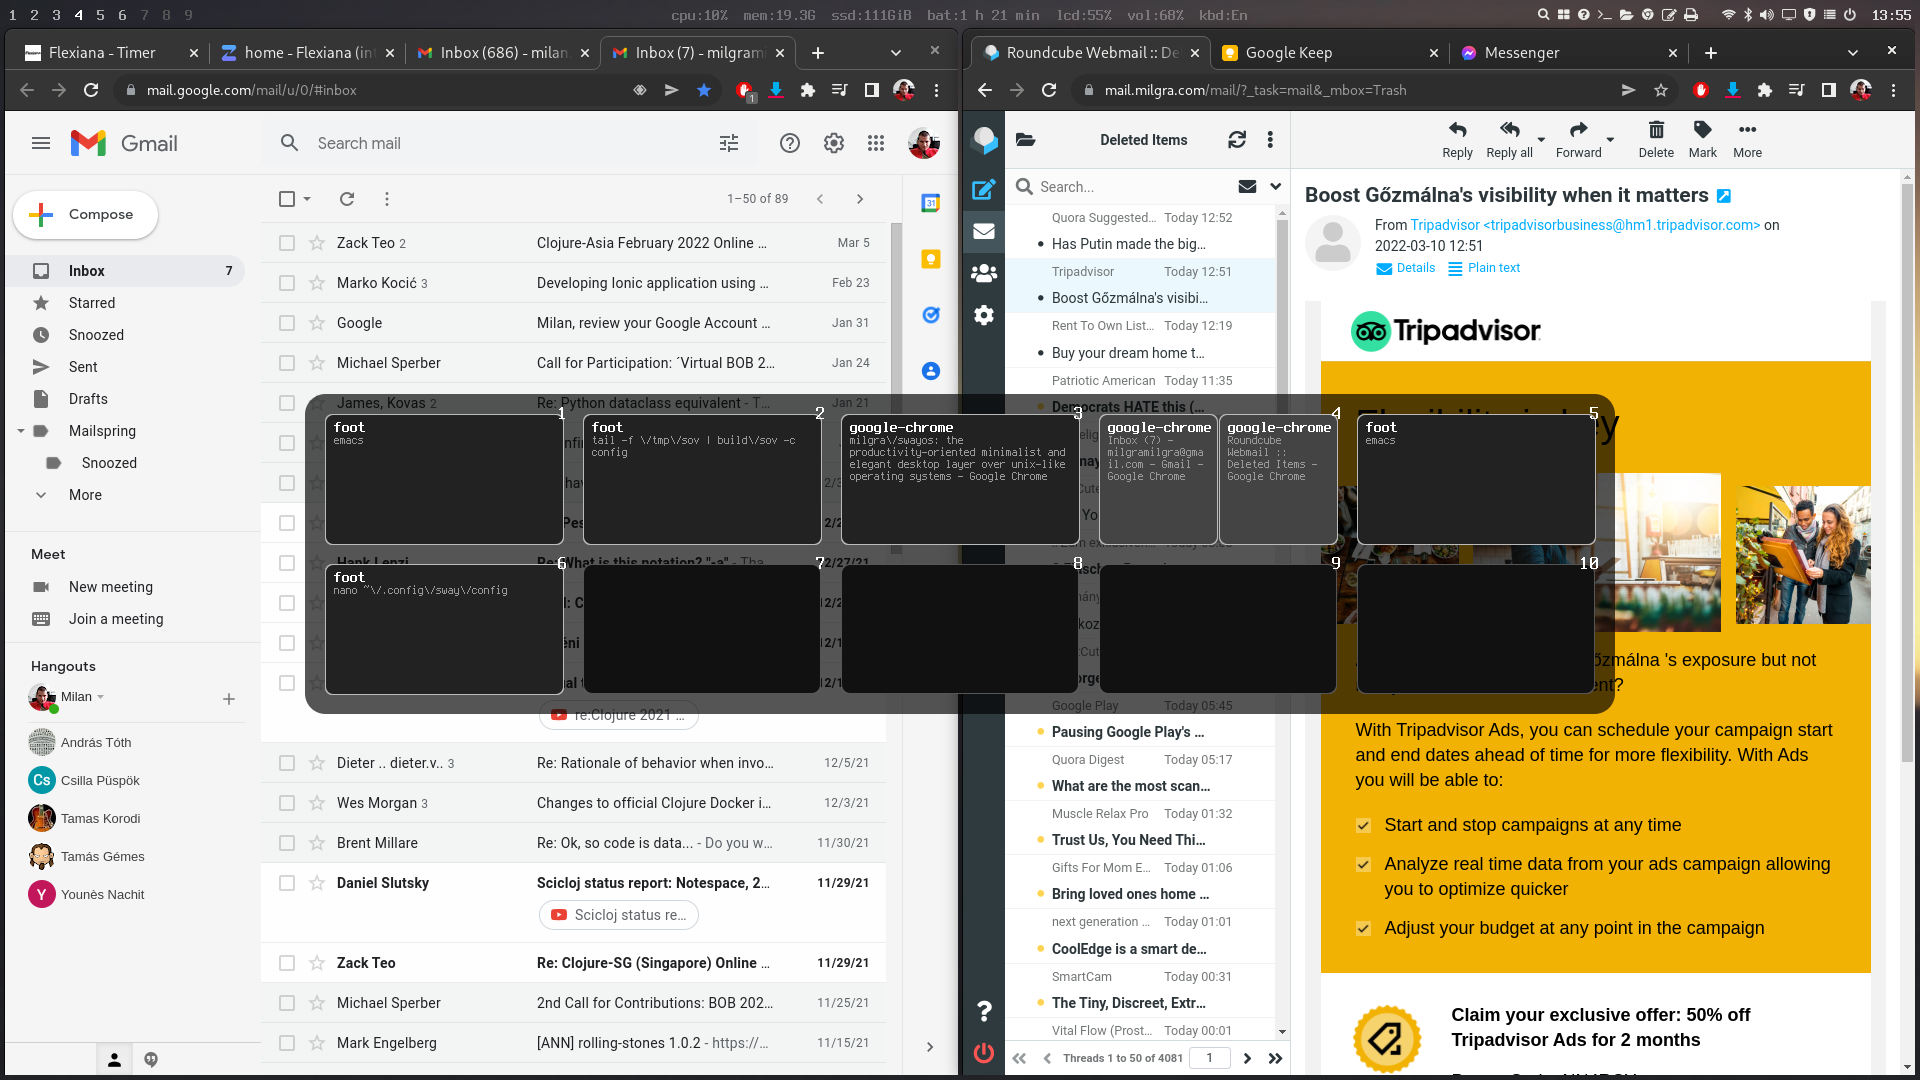 1 2 3 4 5 6 7 8 9
cpu:10% mem:19.3G ssd:111GiB bat:1 h 21 min lcd:55% vol:68% kbd:En
13:55
Flexiana - Timer
home - Flexiana (in
Inbox (686) - milan.
Inbox (7) - milgrami
mail.google.com/mail/u/0/#inbox
1
Gmail
Search mail
Compose
1–50 of 89
31
Inbox 7
Starred
Snoozed
Sent
Drafts
Mailspring
Snoozed
More
Meet
New meeting
Join a meeting
Hangouts
Milan
András Tóth
Cs Csilla Püspök
Tamas Korodi
Tamás Gémes
Y Younès Nachit
Zack Teo 2 Clojure-Asia February 2022 Online … Mar 5
Marko Kocić 3 Developing Ionic application using … Feb 23
Google Milan, review your Google Account … Jan 31
Michael Sperber Call for Participation: ´Virtual BOB 2… Jan 24
James, Kovas 2 Re: Python dataclass equivalent - T… Jan 21
Hank Lenzi Re: What is this notation? "-a" - Tha… 12/27/21
re:Clojure 2021 …
Dieter .. dieter.v.. 3 Re: Rationale of behavior when invo… 12/5/21
Wes Morgan 3 Changes to official Clojure Docker i… 12/3/21
Brent Millare Re: Ok, so code is data... - Do you w… 11/30/21
Daniel Slutsky Scicloj status report: Notespace, 2… 11/29/21
Scicloj status re…
Zack Teo Re: Clojure-SG (Singapore) Online … 11/29/21
Michael Sperber 2nd Call for Contributions: BOB 202… 11/25/21
Mark Engelberg [ANN] rolling-stones 1.0.2 - https://… 11/15/21
1
foot
emacs
2
foot
tail -f \/tmp\/sov | build\/sov -c
config
3
google-chrome
milgra\/swayos: the
productivity-oriented minimalist and
elegant desktop layer over unix-like
operating systems - Google Chrome
4
google-chrome
Inbox (7) -
milgramilgra@gma
il.com - Gmail -
Google Chrome
google-chrome
Roundcube
Webmail ::
Deleted Items -
Google Chrome
5
foot
emacs
6
foot
nano ~\/.config\/sway\/config
7
8
9
10
Roundcube Webmail :: De
Google Keep
Messenger
mail.milgra.com/mail/?_task=mail&_mbox=Trash
Deleted Items
Search...
Quora Suggested… Today 12:52
Has Putin made the big…
Tripadvisor Today 12:51
Boost Gőzmálna's visibi…
Rent To Own List… Today 12:19
Buy your dream home t…
Patriotic American Today 11:35
Democrats HATE this (…
Google Play Today 05:45
Pausing Google Play's …
Quora Digest Today 05:17
What are the most scan…
Muscle Relax Pro Today 01:32
Trust Us, You Need Thi…
Gifts For Mom E… Today 01:06
Bring loved ones home …
next generation … Today 01:01
CoolEdge is a smart de…
SmartCam Today 00:31
The Tiny, Discreet, Extr…
Vital Flow (Prost… Today 00:01
Threads 1 to 50 of 4081 1
Reply
Reply all
Forward
Delete
Mark
More
Boost Gőzmálna's visibility when it matters
From Tripadvisor <tripadvisorbusiness@hm1.tripadvisor.com> on
2022-03-10 12:51
Details
Plain text
Tripadvisor
's exposure but not
With Tripadvisor Ads, you can schedule your campaign start
and end dates ahead of time for more flexibility. With Ads
you will be able to:
Start and stop campaigns at any time
Analyze real time data from your ads campaign allowing
you to optimize quicker
Adjust your budget at any point in the campaign
Claim your exclusive offer: 50% off
Tripadvisor Ads for 2 months